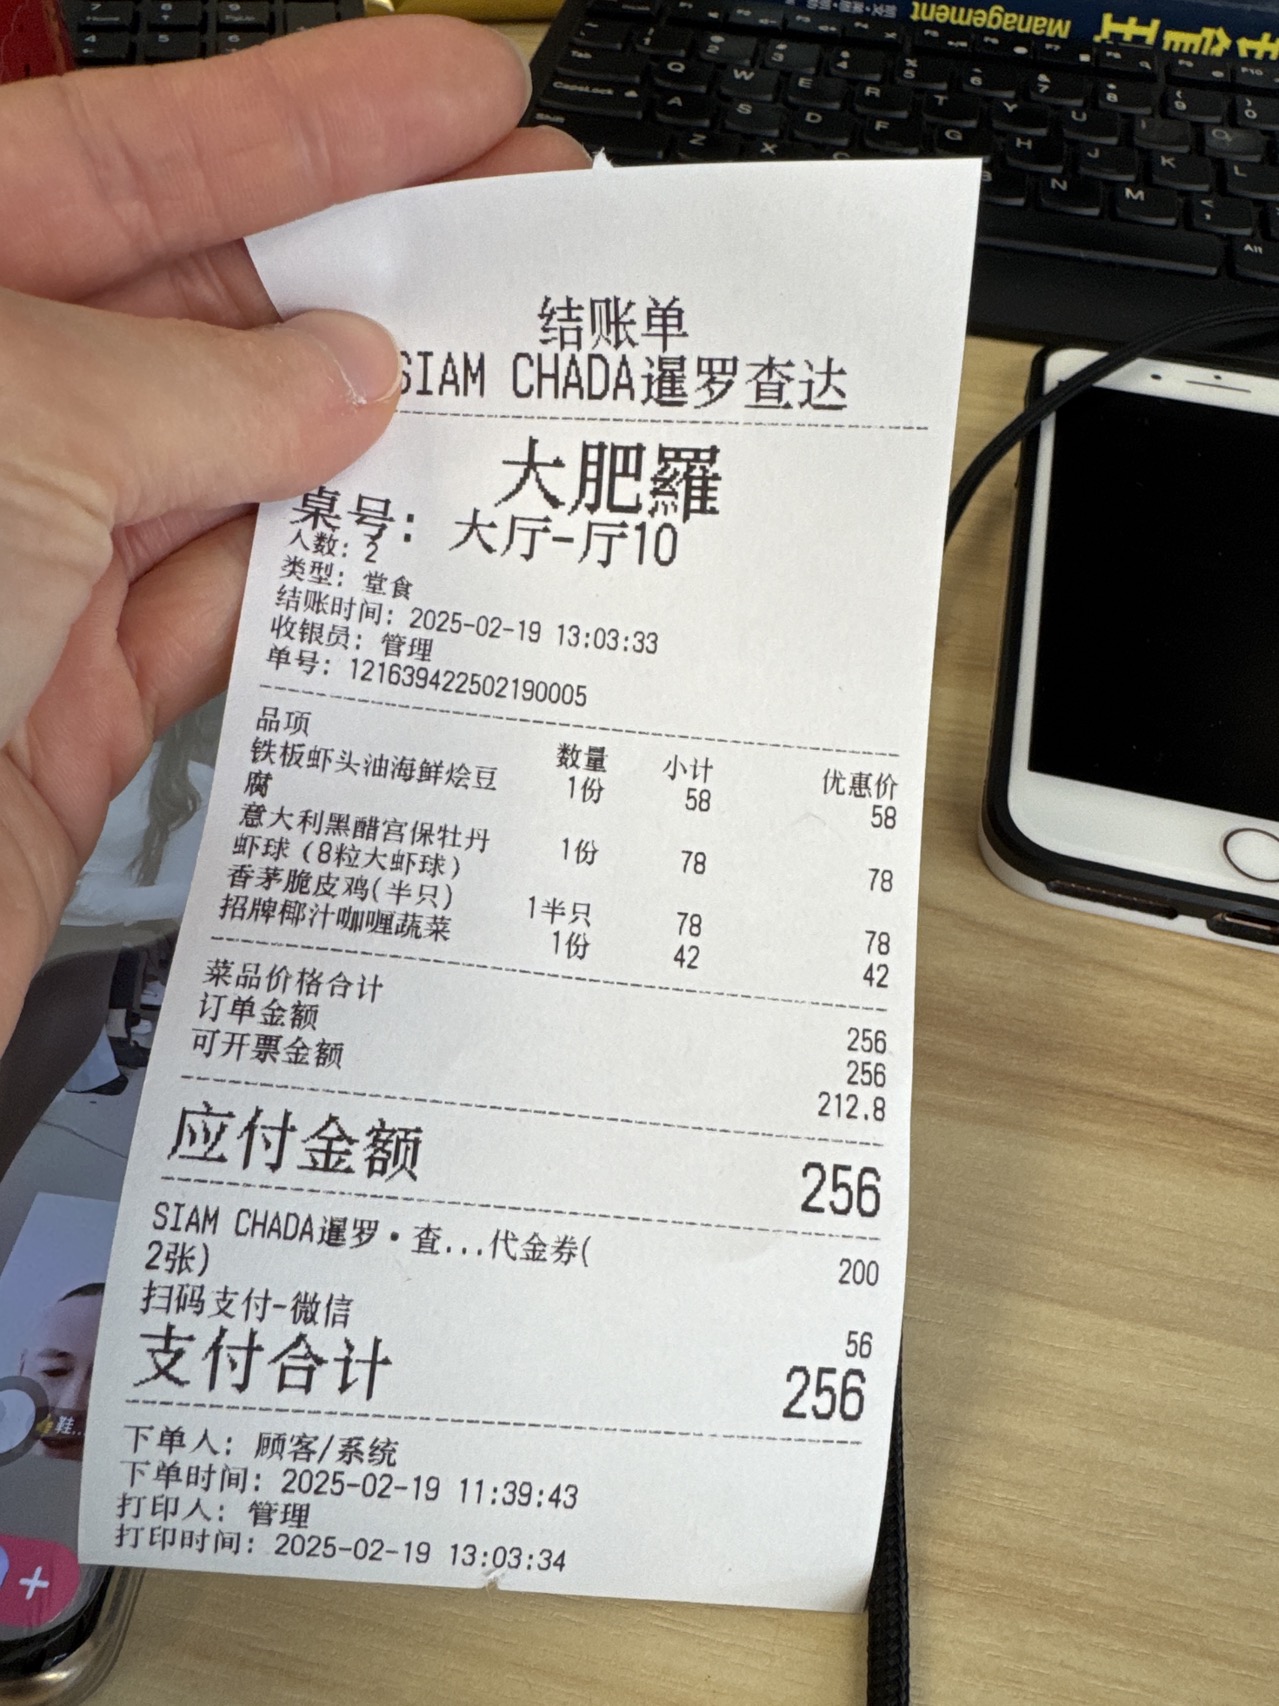 Management
结账单
SIAM CHADA暹罗查达
大肥羅
桌号: 大厅-厅10
人数: 2
类型: 堂食
结账时间: 2025-02-19 13:03:33
收银员: 管理
单号: 121639422502190005
品项 数量 小计 优惠价
铁板虾头油海鲜烩豆腐 1份 58 58
意大利黑醋宫保牡丹虾球(8粒大虾球) 1份 78 78
香茅脆皮鸡(半只) 1半只 78 78
招牌椰汁咖喱蔬菜 1份 42 42
菜品价格合计 256
订单金额 256
可开票金额 212.8
应付金额 256
SIAM CHADA暹罗·查...代金券(
2张) 200
扫码支付-微信 56
支付合计 256
下单人: 顾客/系统
下单时间: 2025-02-19 11:39:43
打印人: 管理
打印时间: 2025-02-19 13:03:34